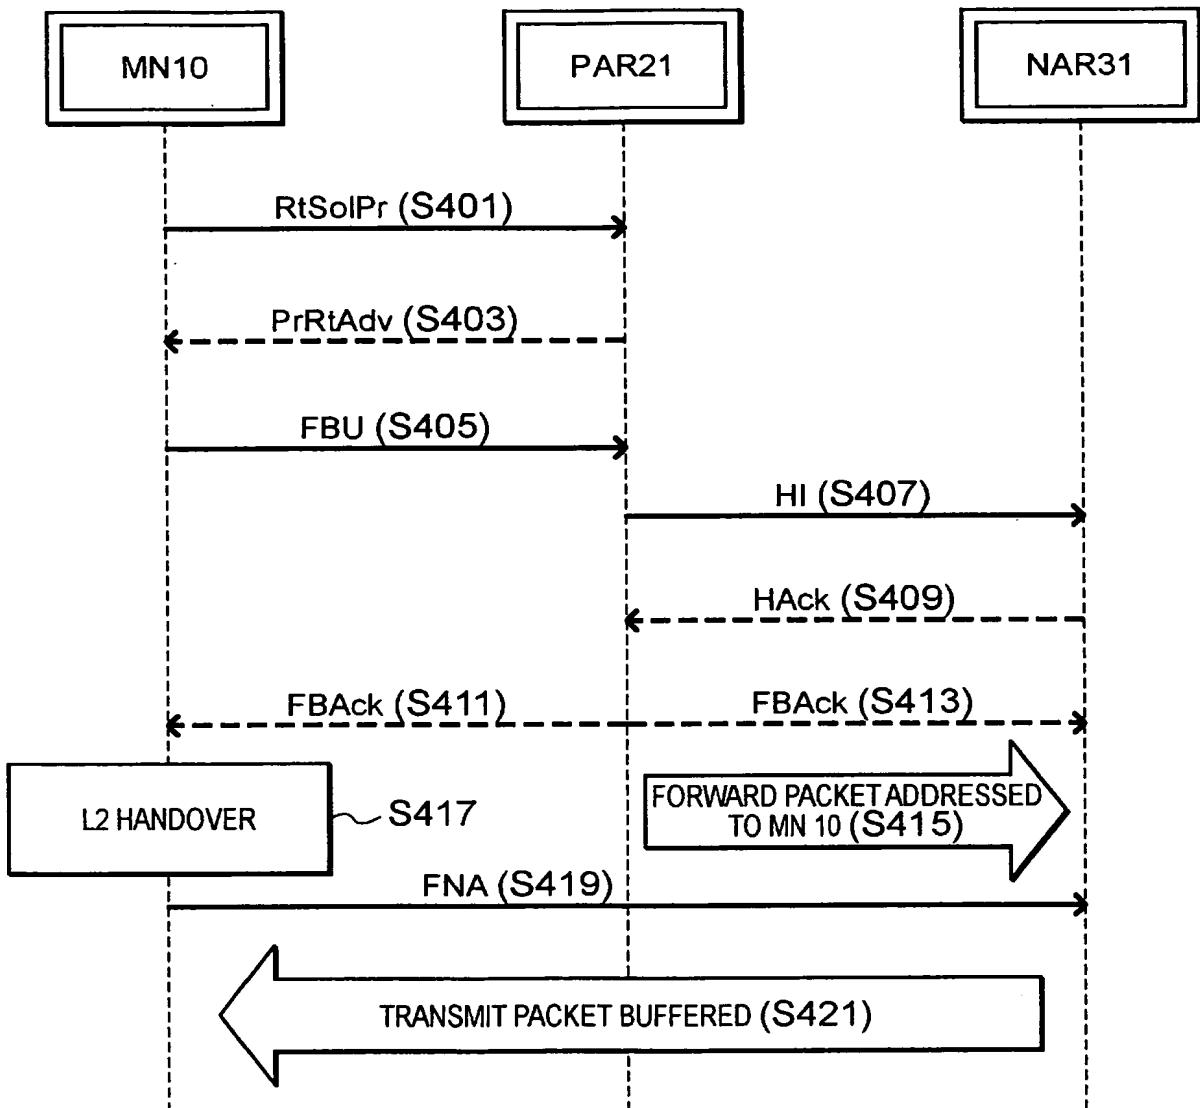 MN10
PAR21
NAR31
RtSolPr (S401)
PrRtAdv (S403)
FBU (S405)
HI (S407)
HAck (S409)
FBAck (S411)
FBAck (S413)
L2 HANDOVER
S417
FORWARD PACKET ADDRESSED
TO MN 10 (S415)
FNA (S419)
TRANSMIT PACKET BUFFERED (S421)